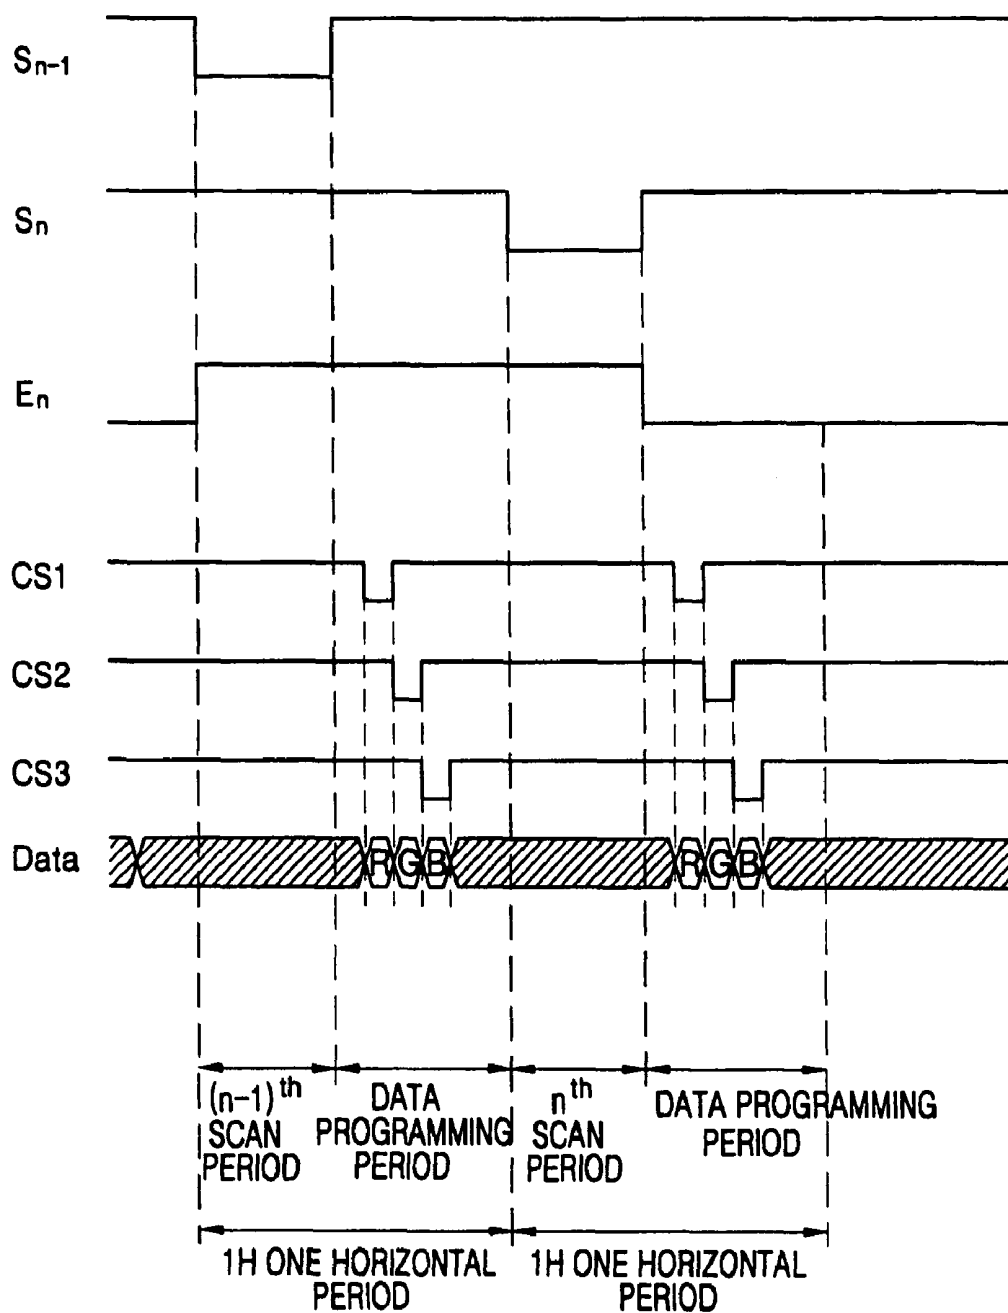 Sn-1
Sn
En
CS1
CS2
CS3
Data R G B R G B
(n-1)th
SCAN
PERIOD
DATA
PROGRAMMING
PERIOD
nth
SCAN
PERIOD
DATA PROGRAMMING
PERIOD
1H ONE HORIZONTAL
PERIOD
1H ONE HORIZONTAL
PERIOD